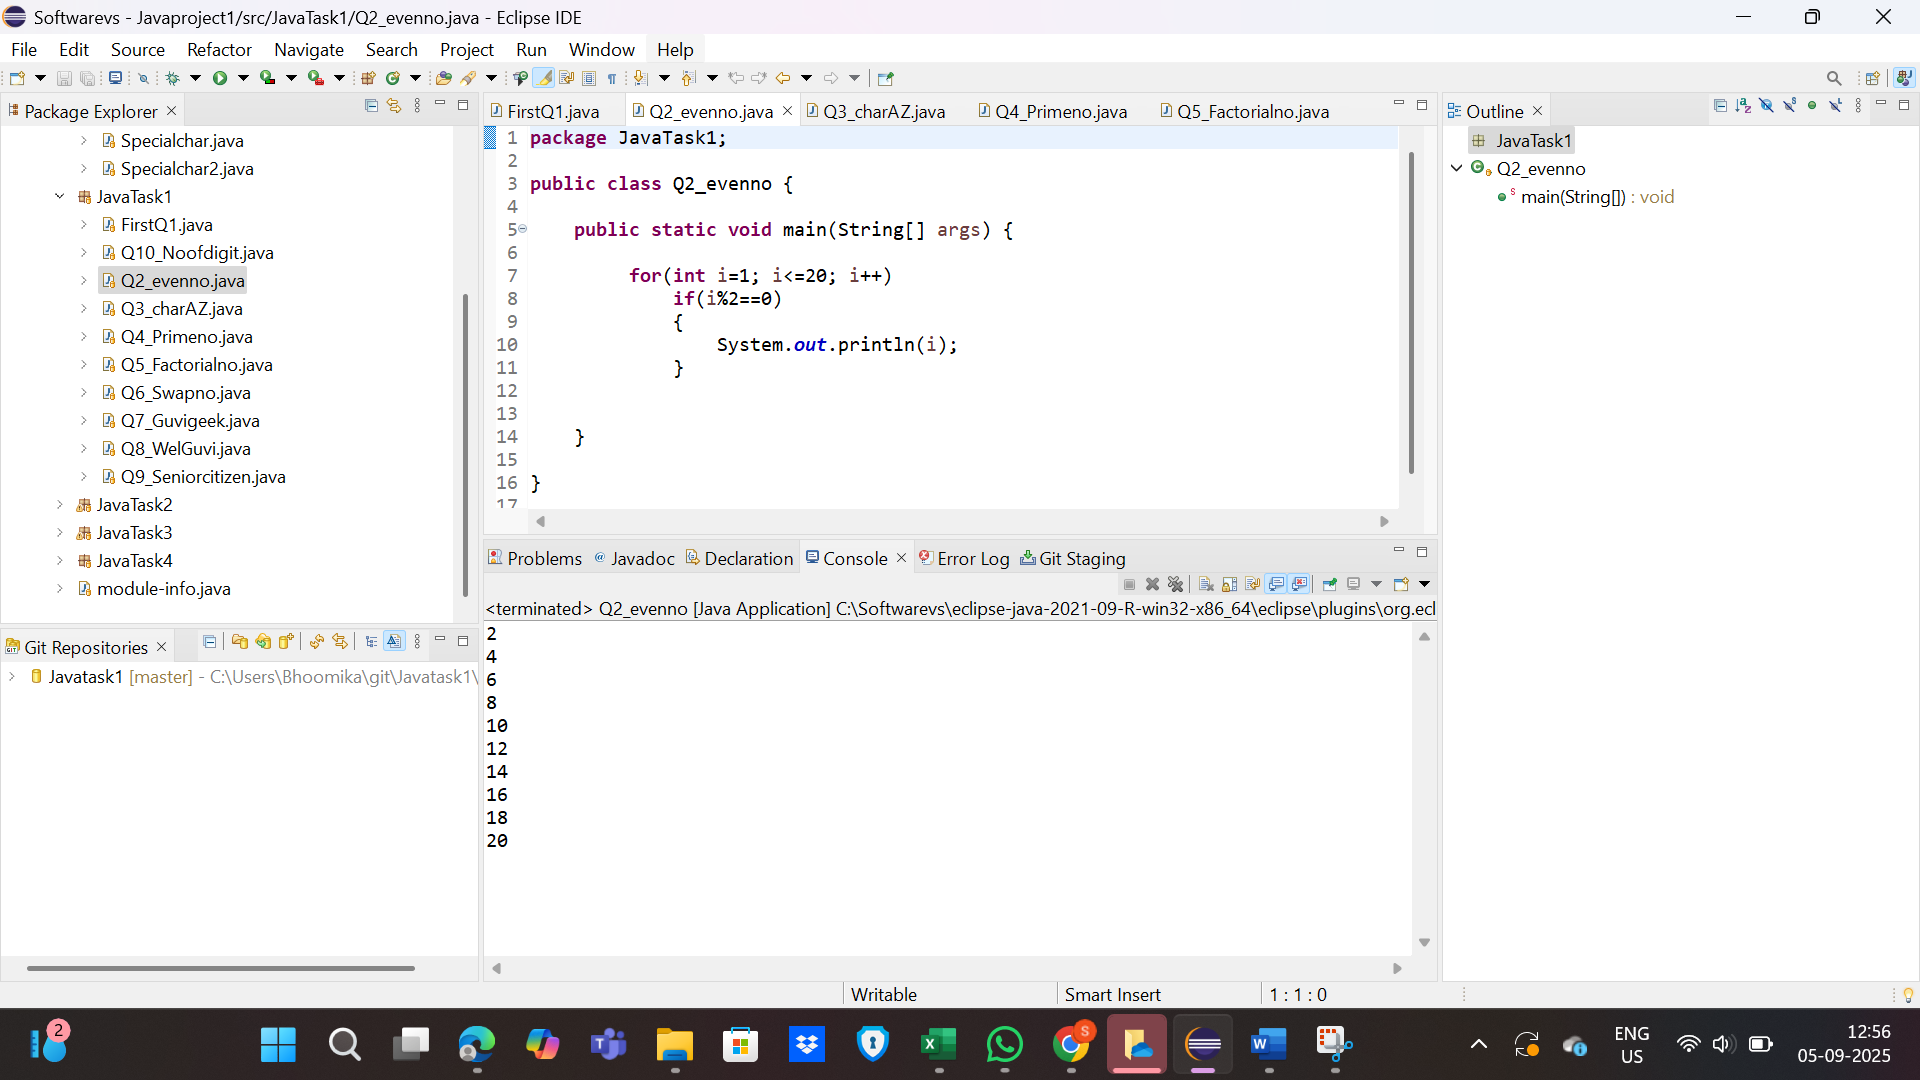 Softwarevs - Javaproject1/src/JavaTask1/Q2_evenno.java - Eclipse IDE
File Edit Source Refactor Navigate Search Project Run Window Help
Package Explorer
Specialchar.java
Specialchar2.java
JavaTask1
FirstQ1.java
Q10_Noofdigit.java
Q2_evenno.java
Q3_charAZ.java
Q4_Primeno.java
Q5_Factorialno.java
Q6_Swapno.java
Q7_Guvigeek.java
Q8_WelGuvi.java
Q9_Seniorcitizen.java
JavaTask2
JavaTask3
JavaTask4
module-info.java
Git Repositories
Javatask1 [master] - C:\Users\Bhoomika\git\Javatask1\
FirstQ1.java Q2_evenno.java Q3_charAZ.java Q4_Primeno.java Q5_Factorialno.java
1 package JavaTask1;
2
3 public class Q2_evenno {
4
5 public static void main(String[] args) {
6
7 for(int i=1; i<=20; i++)
8 if(i%2==0)
9 {
10 System.out.println(i);
11 }
12
13
14 }
15
16 }
17
Problems Javadoc Declaration Console Error Log Git Staging
<terminated> Q2_evenno [Java Application] C:\Softwarevs\eclipse-java-2021-09-R-win32-x86_64\eclipse\plugins\org.ecl
2
4
6
8
10
12
14
16
18
20
Outline
JavaTask1
Q2_evenno
main(String[]) : void
Writable Smart Insert 1 : 1 : 0
2
S
ENG
US
12:56
05-09-2025